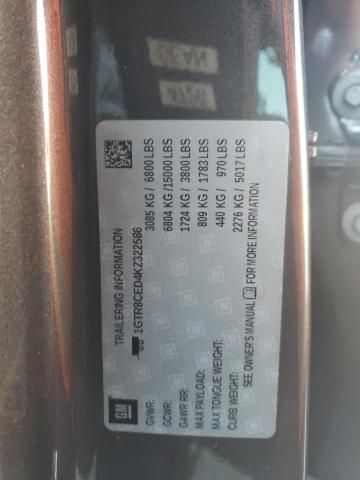 TRAILERING INFORMATION
1GTR8CED4KZ322586
GM
GVWR: 3085 KG / 6800 LBS
GCWR: 6804 KG /15000 LBS
GAWR RR: 1724 KG / 3800 LBS
MAX PAYLOAD: 809 KG / 1783 LBS
MAX TONGUE WEIGHT: 440 KG / 970 LBS
CURB WEIGHT: 2276 KG / 5017 LBS
SEE OWNER'S MANUAL FOR MORE INFORMATION